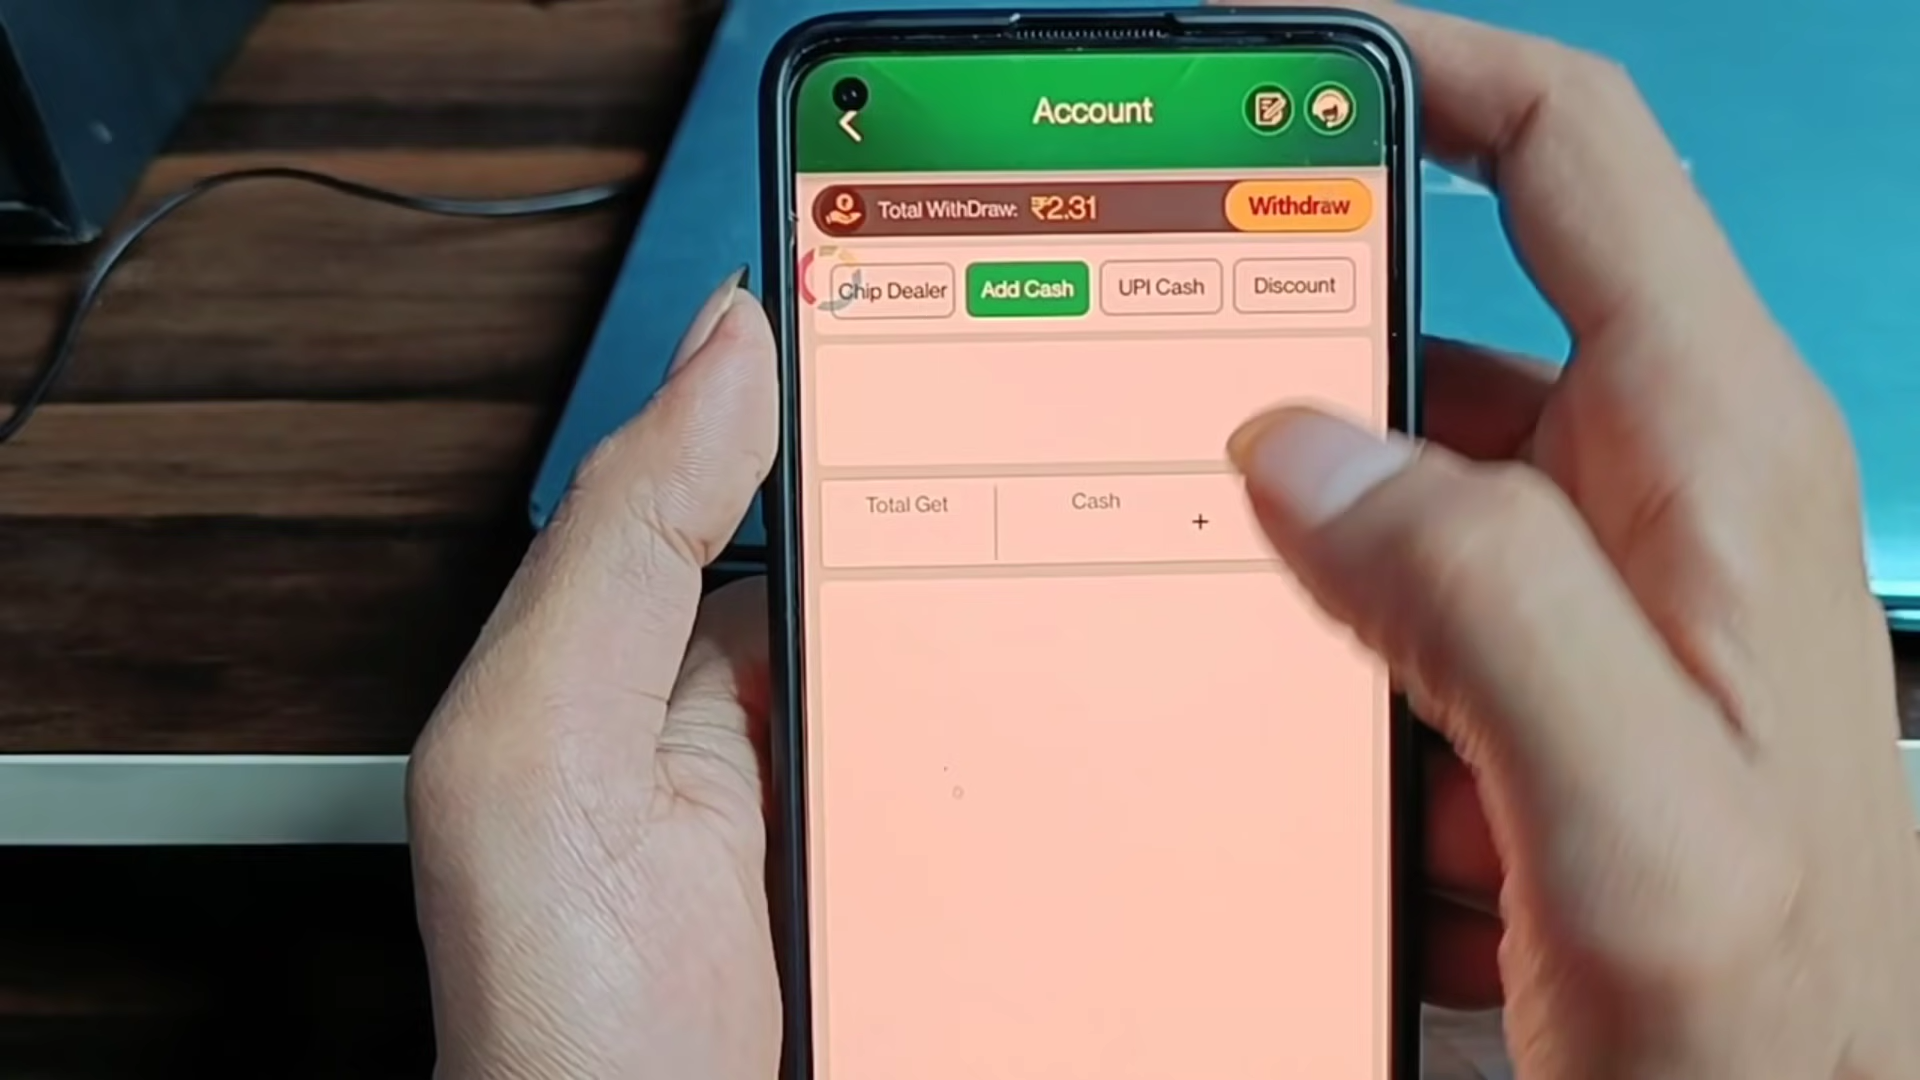 Account
Total WithDraw: ₹2.31
Withdraw
Chip Dealer
Add Cash
UPI Cash
Discount
Total Get
Cash
+